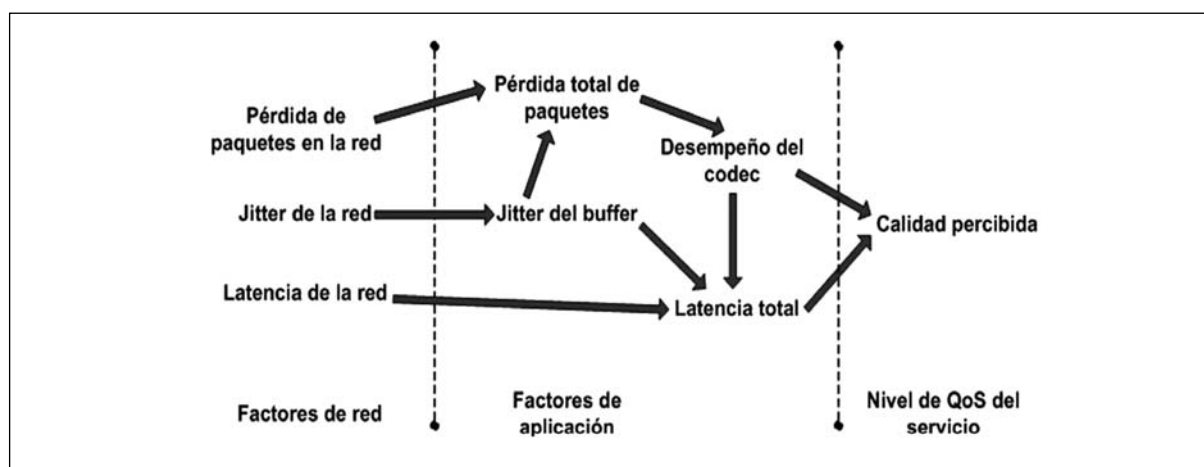 Pérdida total de
paquetes
Pérdida de
paquetes en la red
Desempeño del
codec
Jitter de la red
Jitter del buffer
Calidad percibida
Latencia de la red
Latencia total
Factores de red
Factores de
aplicación
Nivel de QoS del
servicio